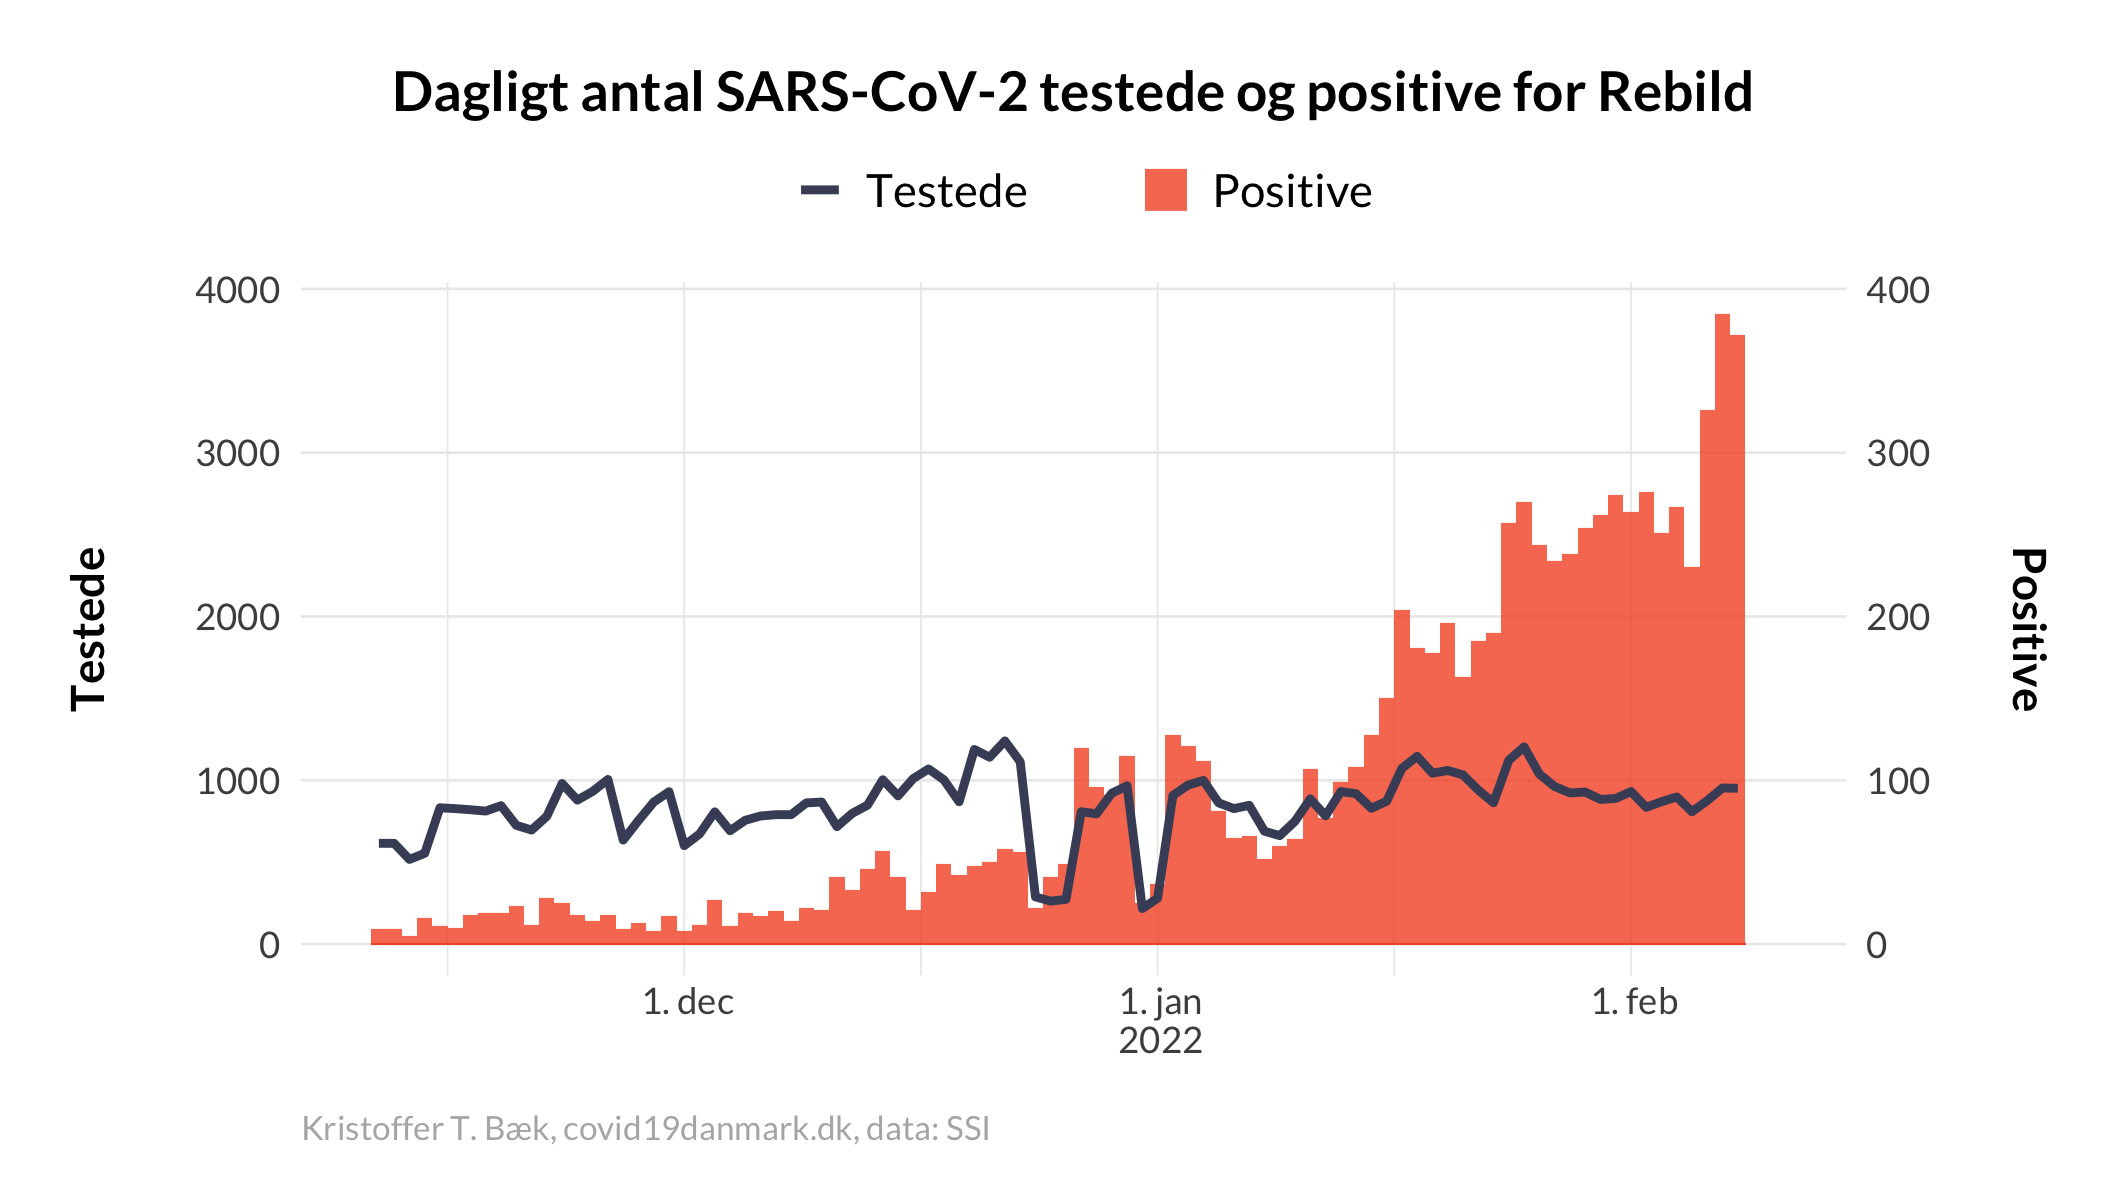 Dagligt antal SARS-CoV-2 testede og positive for Rebild
Testede
Positive
4000
3000
2000
1000
0
Testede
400
300
200
100
0
Positive
1. dec
1. jan
2022
1. feb
Kristoffer T. Bæk, covid19danmark.dk, data: SSI